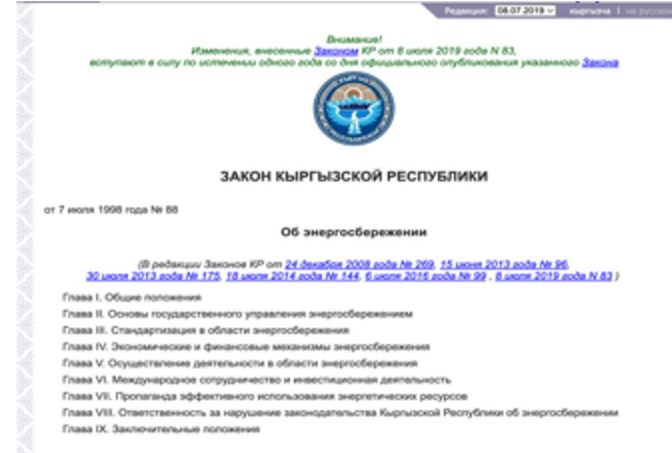 Редакция: 08.07.2019 кыргызча | на русском
Внимание!
Изменения, внесенные Законом КР от 8 июля 2019 года N 83,
вступают в силу по истечении одного года со дня официального опубликования указанного Закона
ЗАКОН КЫРГЫЗСКОЙ РЕСПУБЛИКИ
от 7 июля 1998 года № 88
Об энергосбережении
(В редакции Законов КР от 24 декабря 2008 года № 269, 15 июня 2013 года № 96,
30 июля 2013 года № 175, 18 июля 2014 года № 144, 6 июля 2016 года № 99 , 8 июля 2019 года N 83 )
Глава I. Общие положения
Глава II. Основы государственного управления энергосбережением
Глава III. Стандартизация в области энергосбережения
Глава IV. Экономические и финансовые механизмы энергосбережения
Глава V. Осуществление деятельности в области энергосбережения
Глава VI. Международное сотрудничество и инвестиционная деятельность
Глава VII. Пропаганда эффективного использования энергетических ресурсов
Глава VIII. Ответственность за нарушение законодательства Кыргызской Республики об энергосбережении
Глава IX. Заключительные положения